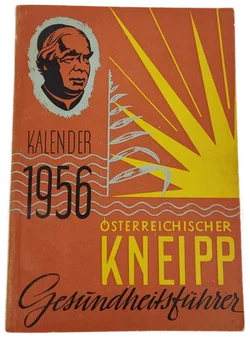 KALENDER
1956
ÖSTERREICHISCHER
KNEIPP
Gesundheitsführer